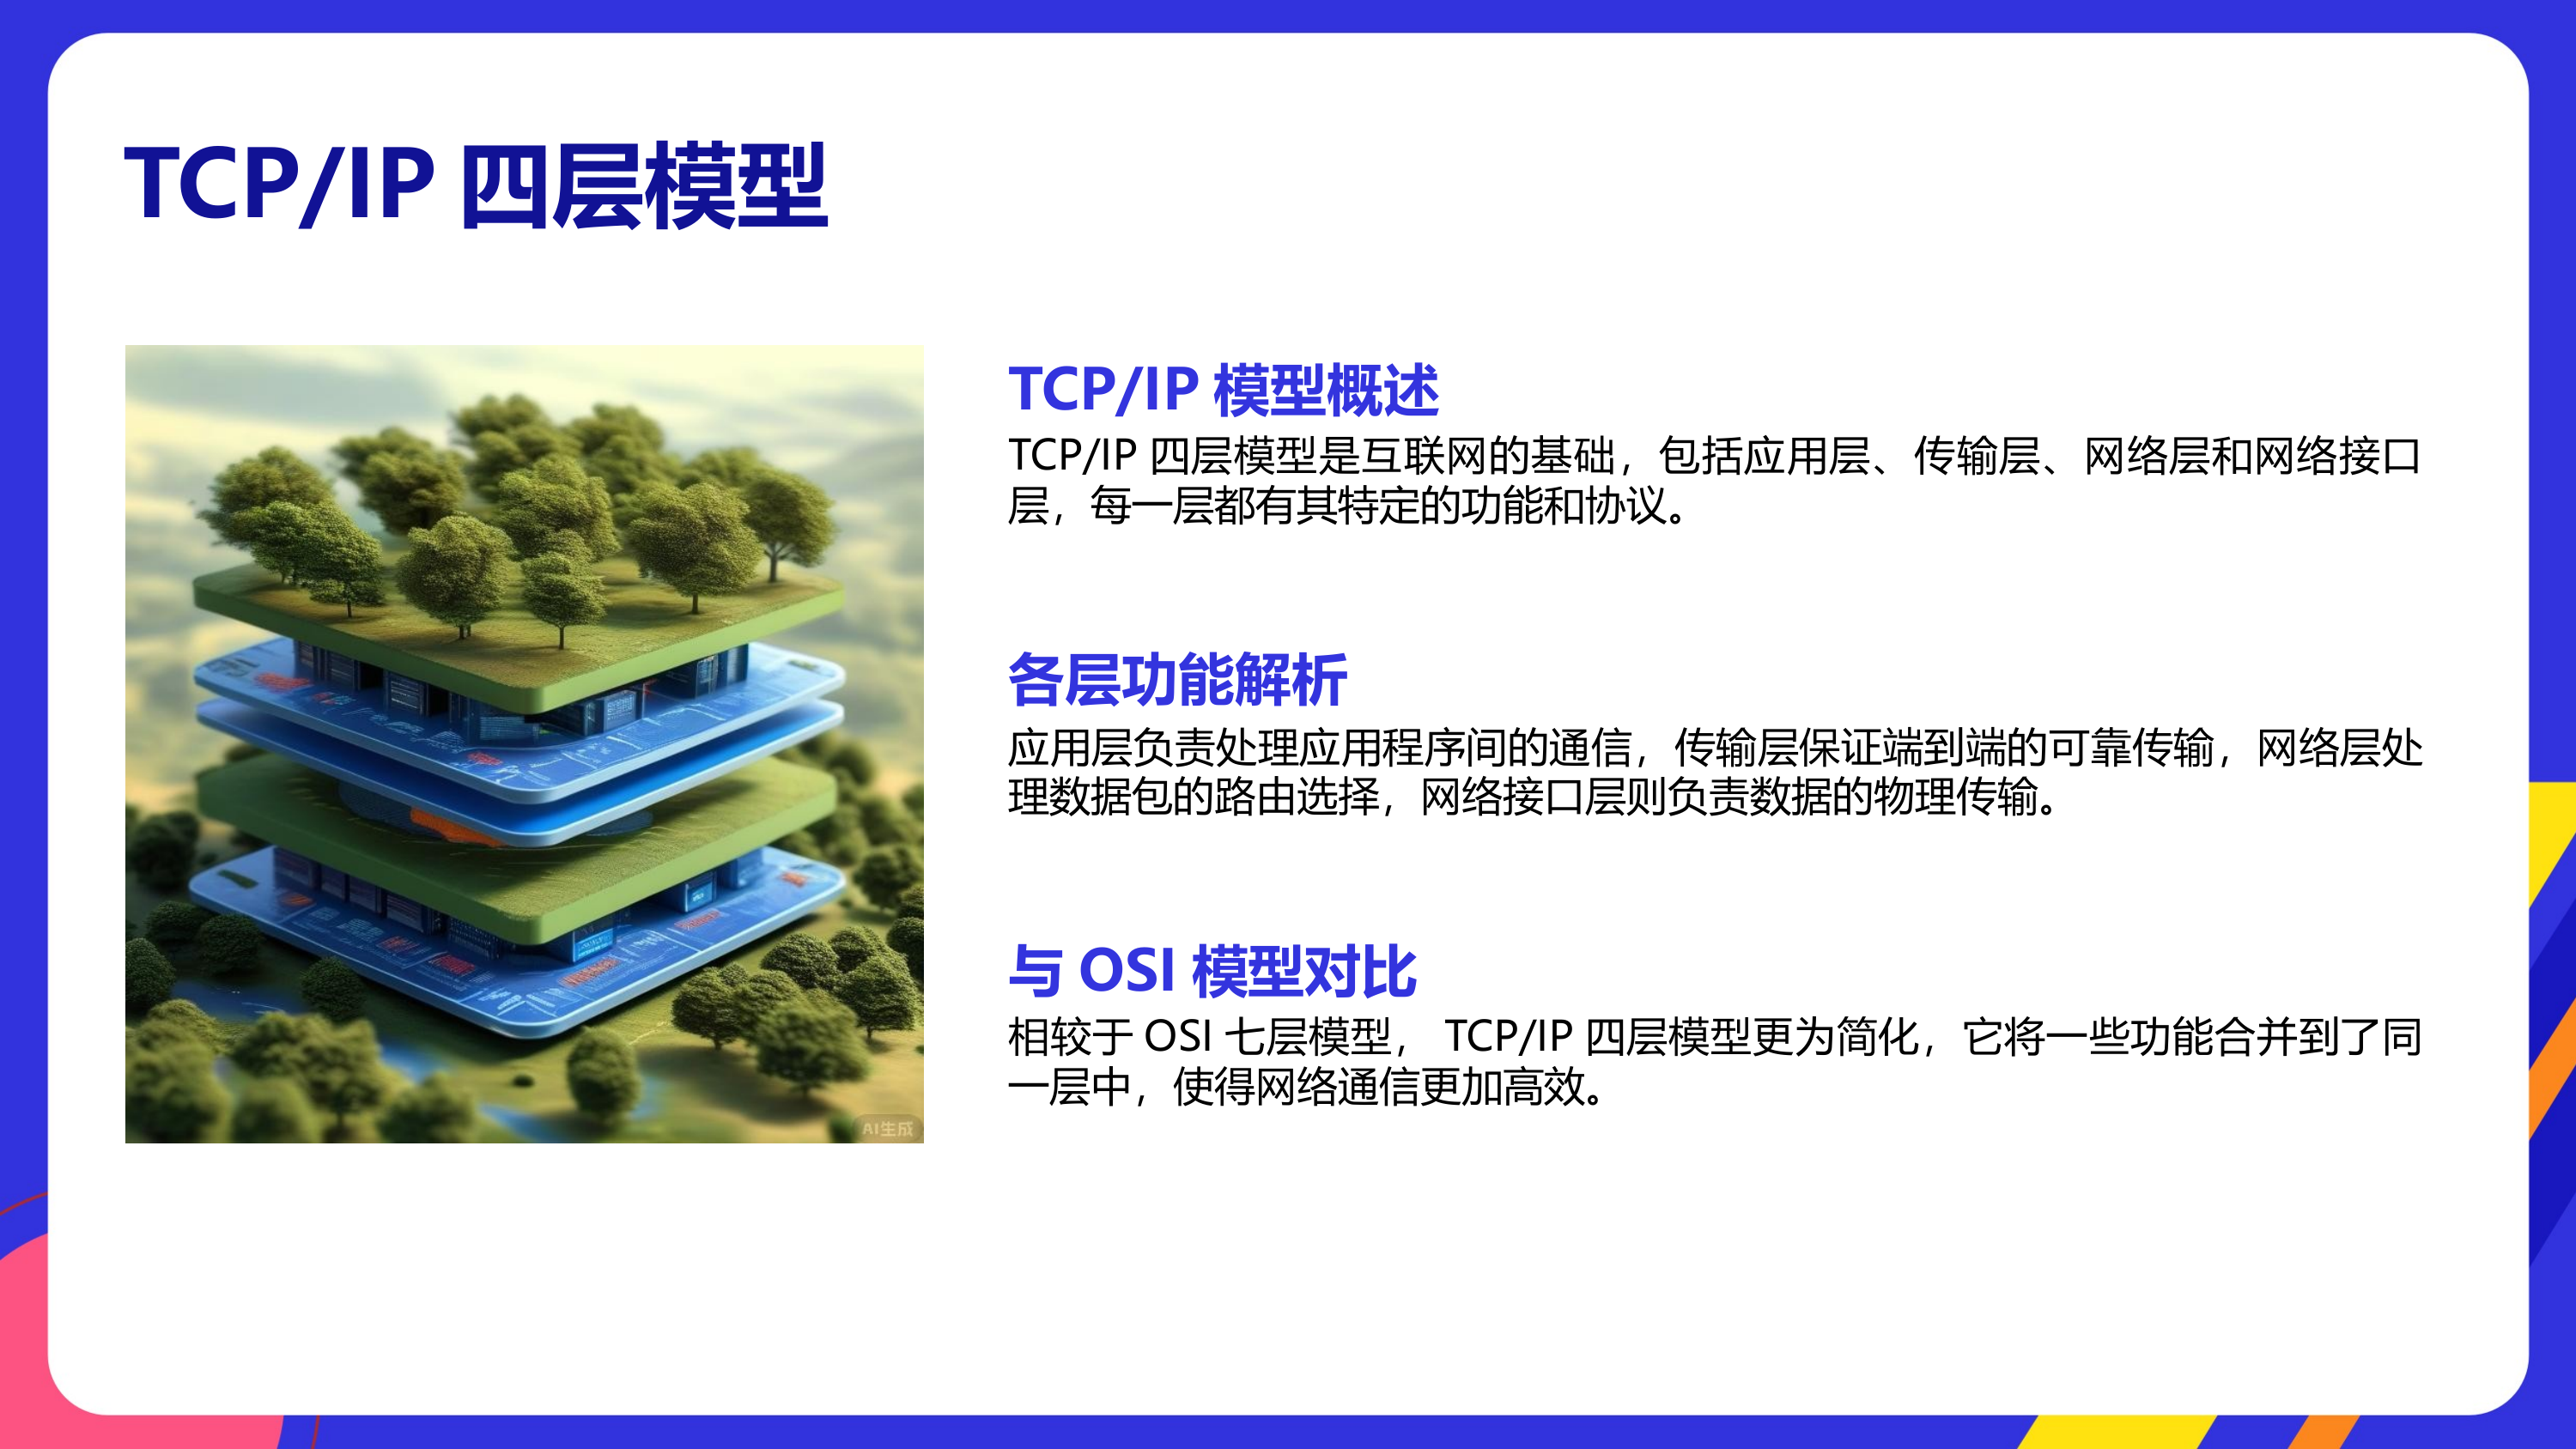 TCP/IP 四层模型
TCP/IP 模型概述
TCP/IP 四层模型是互联网的基础，包括应用层、传输层、网络层和网络接口
层，每一层都有其特定的功能和协议。
各层功能解析
应用层负责处理应用程序间的通信，传输层保证端到端的可靠传输，网络层处
理数据包的路由选择，网络接口层则负责数据的物理传输。
与 OSI 模型对比
相较于 OSI 七层模型， TCP/IP 四层模型更为简化，它将一些功能合并到了同
一层中，使得网络通信更加高效。
AI生成